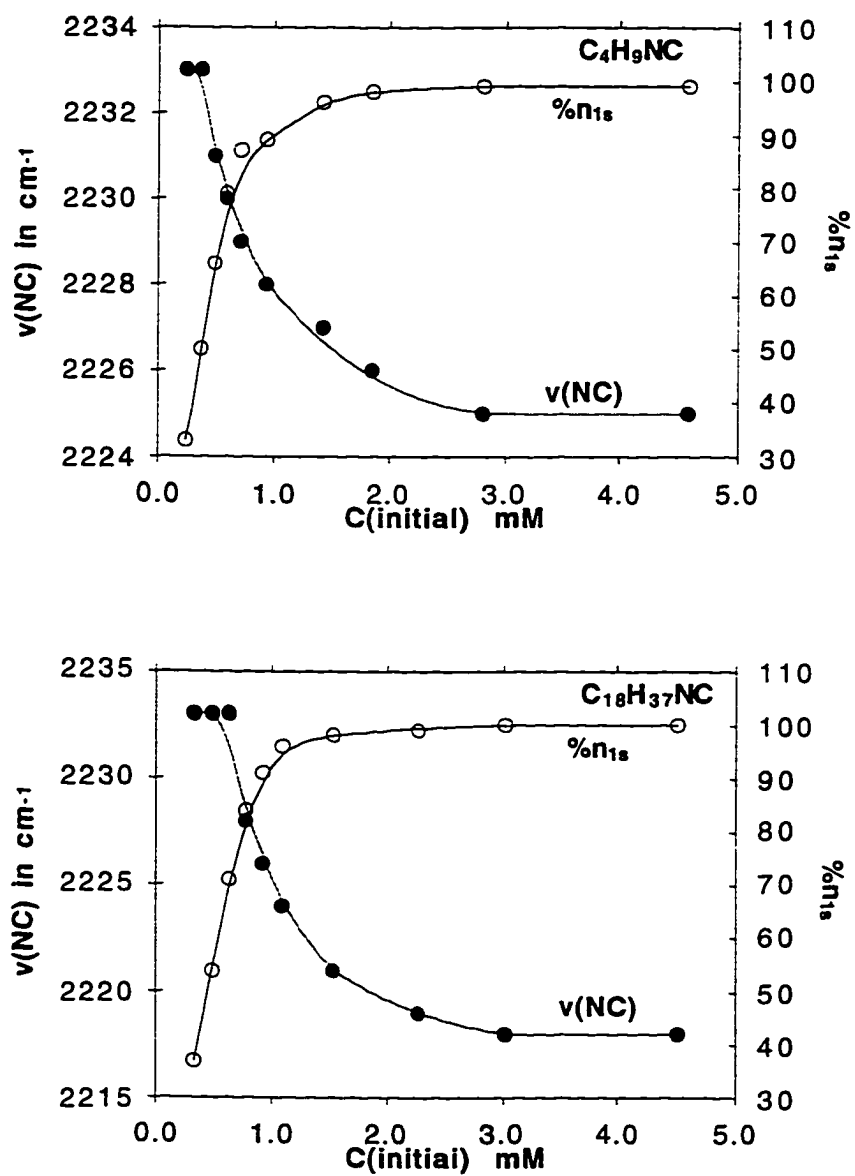 C₄H₉NC
%n₁ₛ
ν(NC)
ν(NC) in cm⁻¹
2234
2232
2230
2228
2226
2224
110
100
90
80
70
60
50
40
30
%n₁ₛ
0.0 1.0 2.0 3.0 4.0 5.0
C(initial) mM
C₁₈H₃₇NC
%n₁ₛ
ν(NC)
ν(NC) in cm⁻¹
2235
2230
2225
2220
2215
110
100
90
80
70
60
50
40
30
%n₁ₛ
0.0 1.0 2.0 3.0 4.0 5.0
C(initial) mM